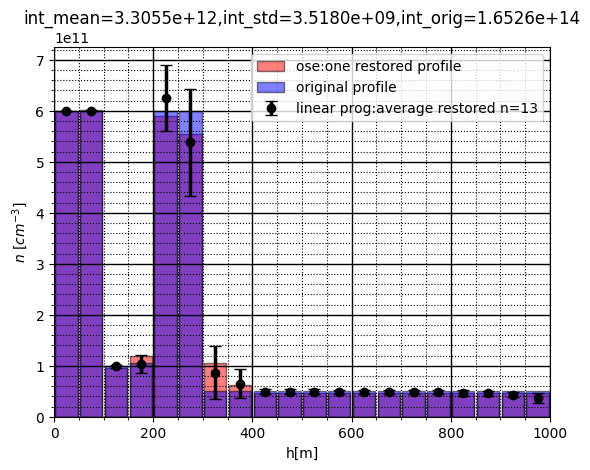 int_mean=3.3055e+12,int_std=3.5180e+09,int_orig=1.6526e+14
1e11
ose:one restored profile
original profile
linear prog:average restored n=13
7
6
5
4
3
2
1
0
n [cm⁻³]
0 200 400 600 800 1000
h[m]